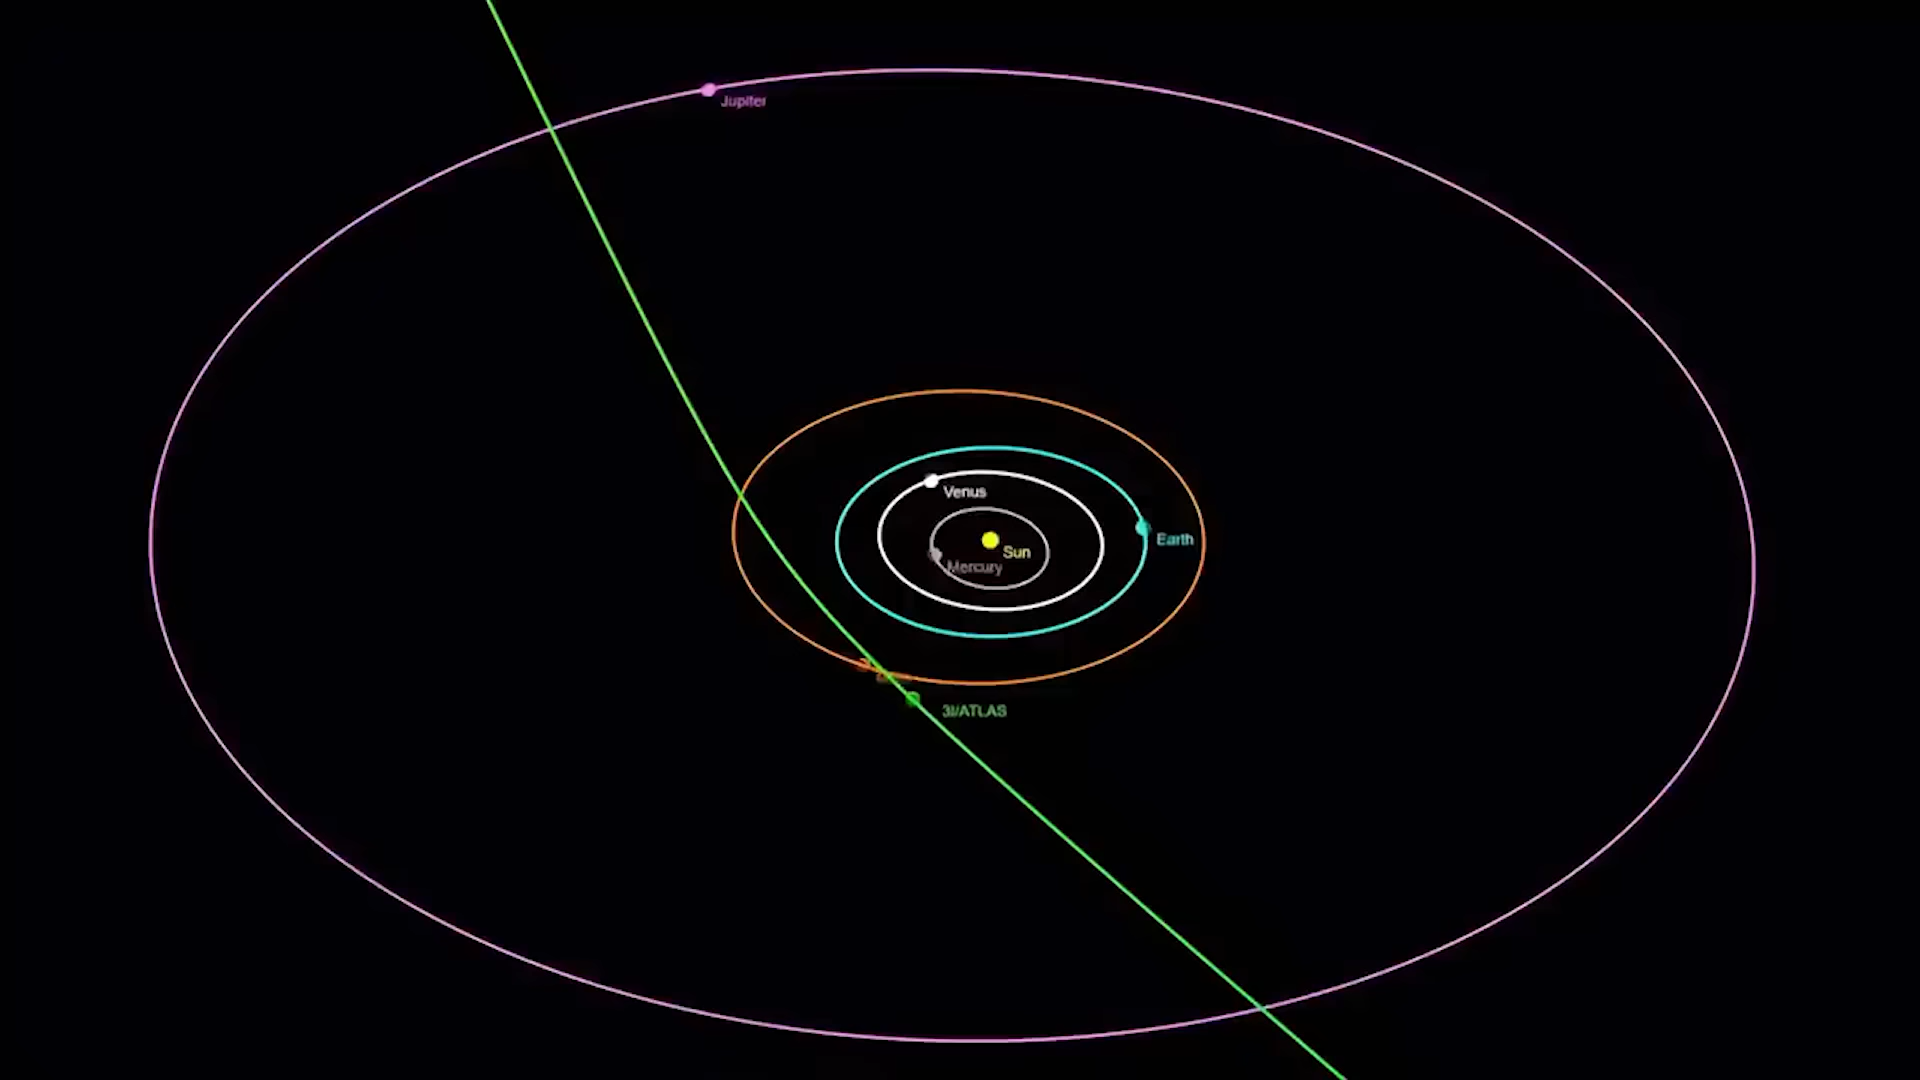 Jupiter
Venus
Sun
Earth
Mercury
3I/ATLAS